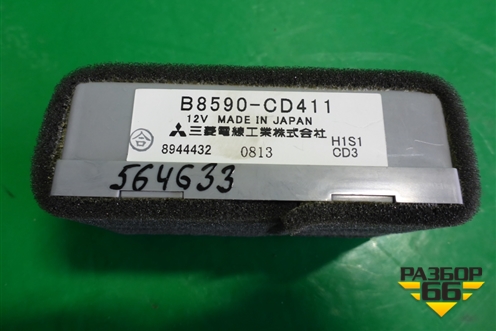 B8590-CD411
12V MADE IN JAPAN
三菱電線工業株式会社
合
8944432 0813 H1S1
CD3
564633
РАЗБОР
66